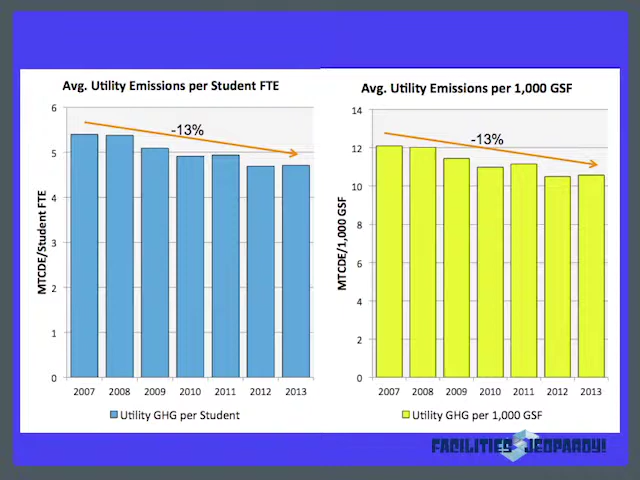 Avg. Utility Emissions per Student FTE
6
5
4
3
2
1
0
MTCDE/Student FTE
-13%
2007 2008 2009 2010 2011 2012 2013
Utility GHG per Student
Avg. Utility Emissions per 1,000 GSF
14
12
10
8
6
4
2
0
MTCDE/1,000 GSF
-13%
2007 2008 2009 2010 2011 2012 2013
Utility GHG per 1,000 GSF
FACILITIES JEOPARDY!